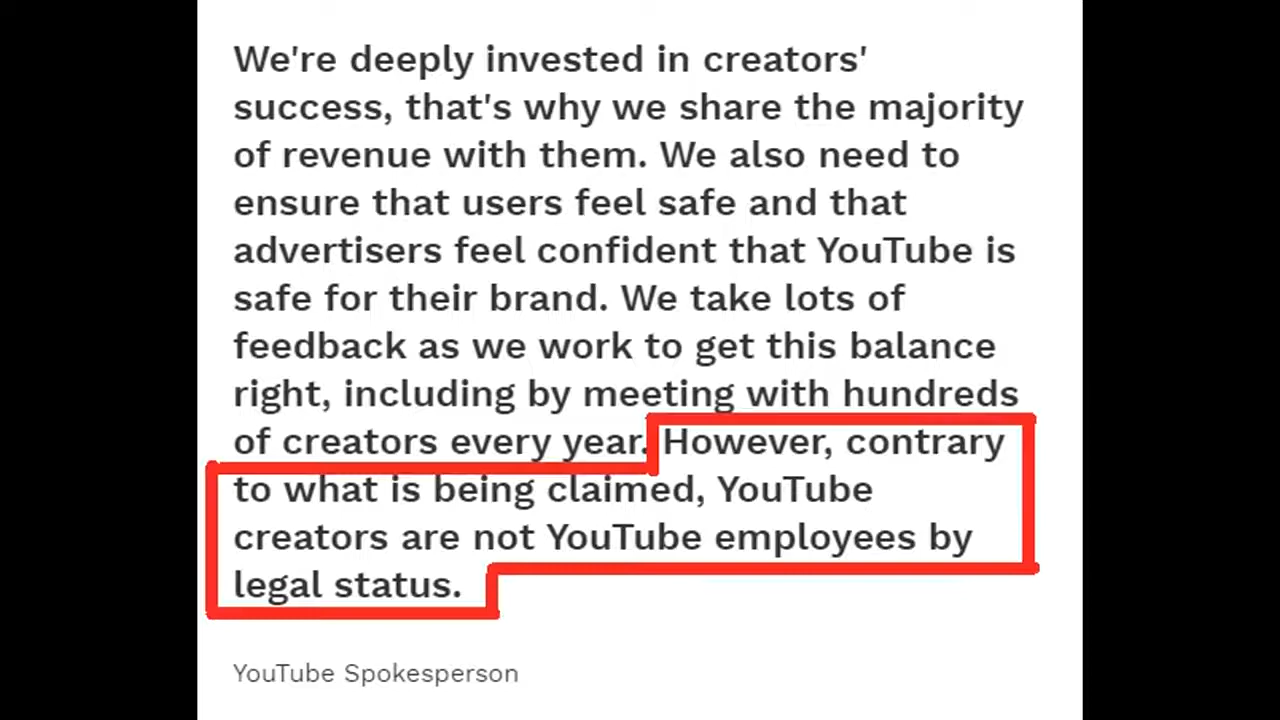 We're deeply invested in creators'
success, that's why we share the majority
of revenue with them. We also need to
ensure that users feel safe and that
advertisers feel confident that YouTube is
safe for their brand. We take lots of
feedback as we work to get this balance
right, including by meeting with hundreds
of creators every year. However, contrary
to what is being claimed, YouTube
creators are not YouTube employees by
legal status.
YouTube Spokesperson